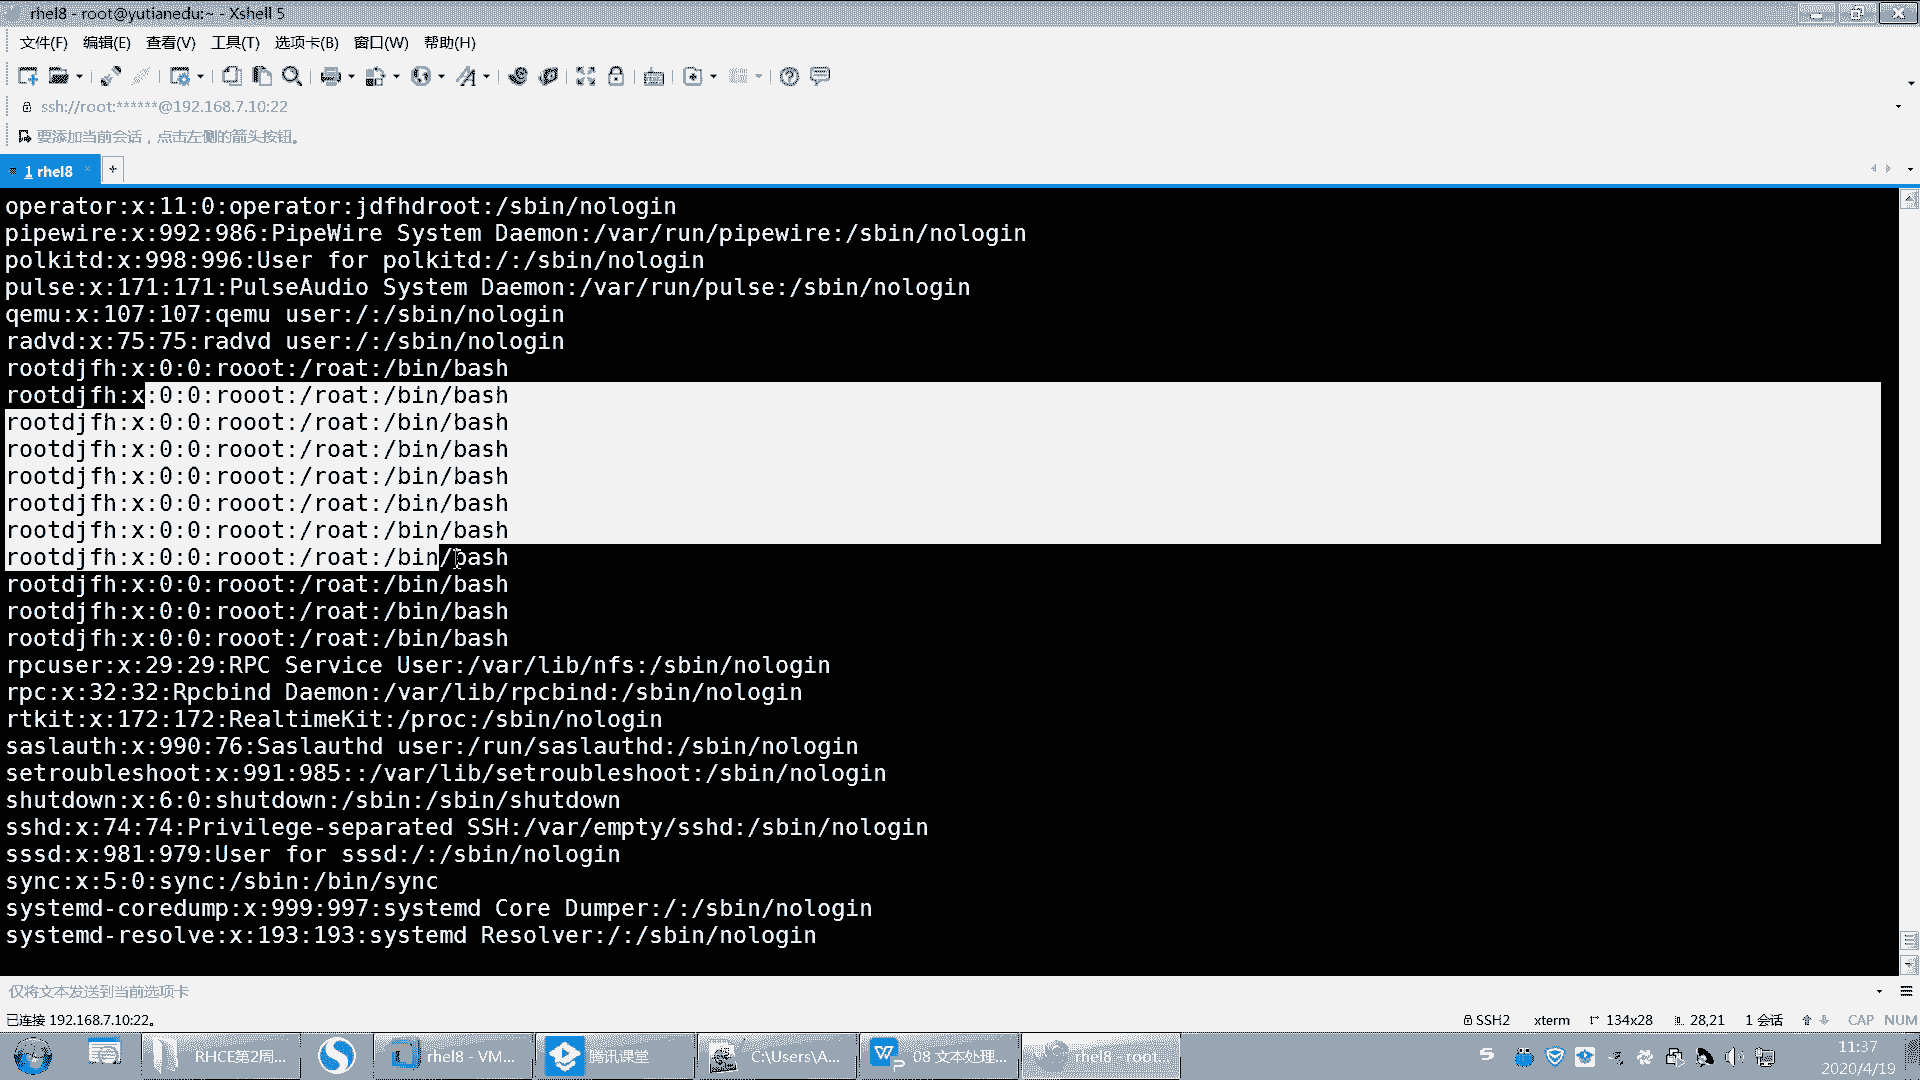 rhel8 - root@yutianedu:~ - Xshell 5
文件(F) 编辑(E) 查看(V) 工具(T) 选项卡(B) 窗口(W) 帮助(H)
ssh://root:******@192.168.7.10:22
要添加当前会话，点击左侧的箭头按钮。
1 rhel8
operator:x:11:0:operator:jdfhdroot:/sbin/nologin
pipewire:x:992:986:PipeWire System Daemon:/var/run/pipewire:/sbin/nologin
polkitd:x:998:996:User for polkitd:/:/sbin/nologin
pulse:x:171:171:PulseAudio System Daemon:/var/run/pulse:/sbin/nologin
qemu:x:107:107:qemu user:/:/sbin/nologin
radvd:x:75:75:radvd user:/:/sbin/nologin
rootdjfh:x:0:0:rooot:/roat:/bin/bash
rootdjfh:x:0:0:rooot:/roat:/bin/bash
rootdjfh:x:0:0:rooot:/roat:/bin/bash
rootdjfh:x:0:0:rooot:/roat:/bin/bash
rootdjfh:x:0:0:rooot:/roat:/bin/bash
rootdjfh:x:0:0:rooot:/roat:/bin/bash
rootdjfh:x:0:0:rooot:/roat:/bin/bash
rootdjfh:x:0:0:rooot:/roat:/bin/bash
rootdjfh:x:0:0:rooot:/roat:/bin/bash
rootdjfh:x:0:0:rooot:/roat:/bin/bash
rootdjfh:x:0:0:rooot:/roat:/bin/bash
rpcuser:x:29:29:RPC Service User:/var/lib/nfs:/sbin/nologin
rpc:x:32:32:Rpcbind Daemon:/var/lib/rpcbind:/sbin/nologin
rtkit:x:172:172:RealtimeKit:/proc:/sbin/nologin
saslauth:x:990:76:Saslauthd user:/run/saslauthd:/sbin/nologin
setroubleshoot:x:991:985::/var/lib/setroubleshoot:/sbin/nologin
shutdown:x:6:0:shutdown:/sbin:/sbin/shutdown
sshd:x:74:74:Privilege-separated SSH:/var/empty/sshd:/sbin/nologin
sssd:x:981:979:User for sssd:/:/sbin/nologin
sync:x:5:0:sync:/sbin:/bin/sync
systemd-coredump:x:999:997:systemd Core Dumper:/:/sbin/nologin
systemd-resolve:x:193:193:systemd Resolver:/:/sbin/nologin
仅将文本发送到当前选项卡
已连接 192.168.7.10:22。 SSH2 xterm 134x28 28,21 1 会话 CAP NUM
RHCE第2周... rhel8 - VM... 腾讯课堂 C:\Users\A... 08 文本处理... rhel8 - root... 11:37
2020/4/19